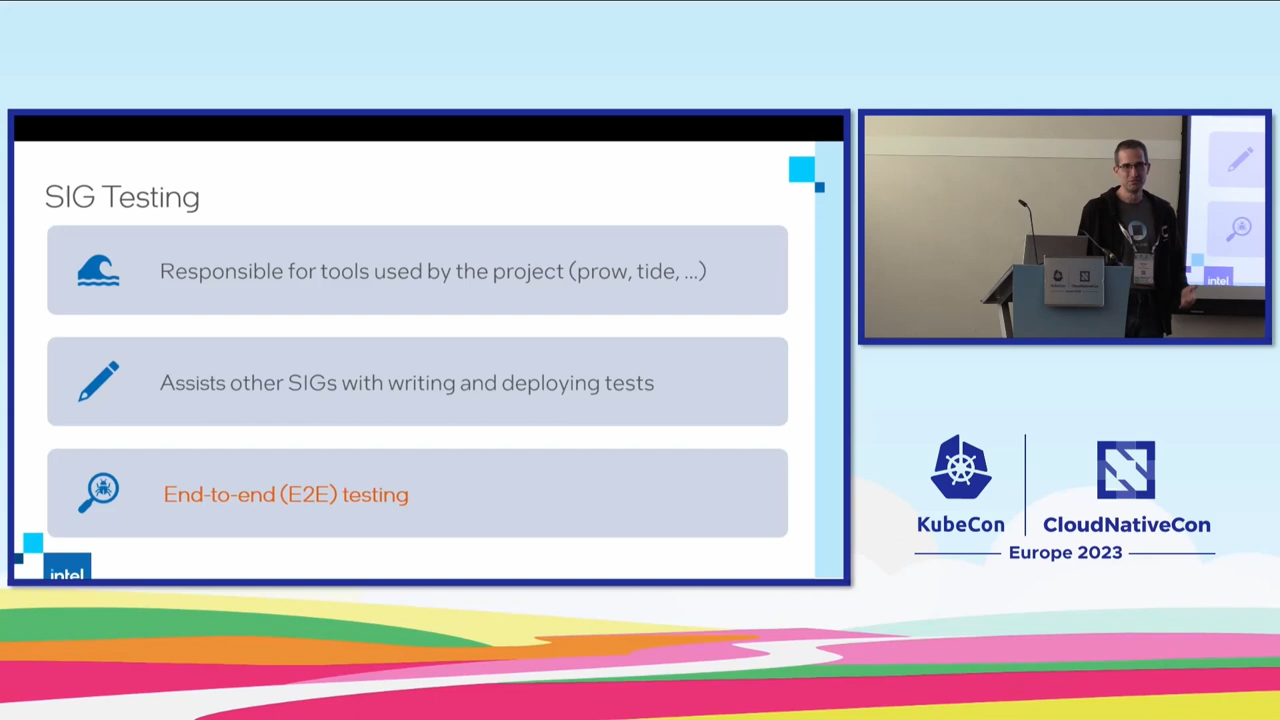 SIG Testing
Responsible for tools used by the project (prow, tide, ...)
Assists other SIGs with writing and deploying tests
End-to-end (E2E) testing
intel
intel
KubeCon
CloudNativeCon
Europe 2023